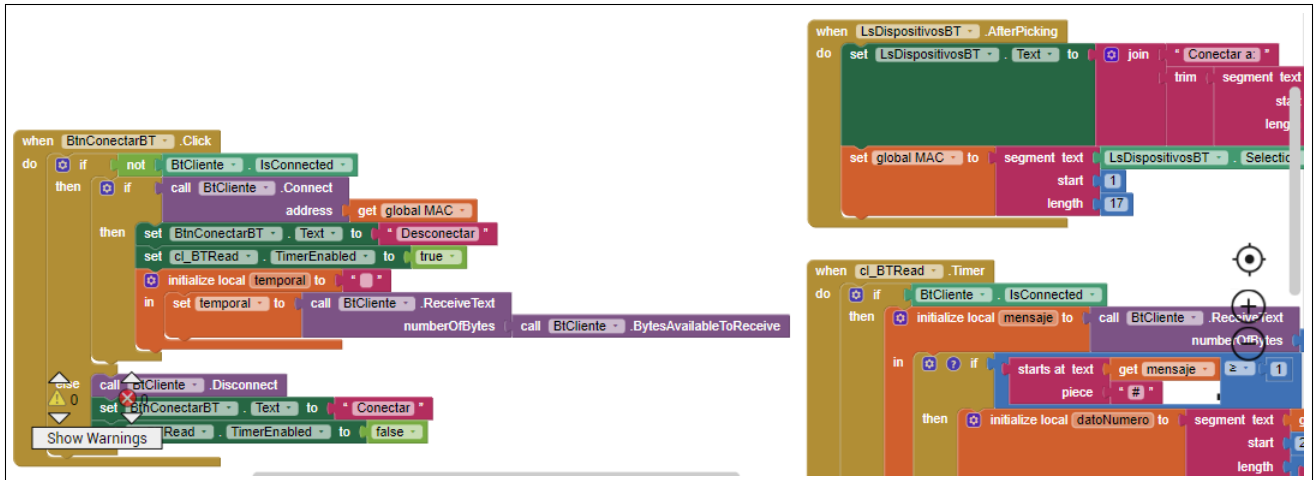 when BtnConectarBT .Click
do if not BtCliente . IsConnected
then if call BtCliente .Connect
address get global MAC
then set BtnConectarBT . Text to " Desconectar "
set cl_BTRead . TimerEnabled to true
initialize local temporal to " "
in set temporal to call BtCliente .ReceiveText
numberOfBytes call BtCliente .BytesAvailableToReceive
else call BtCliente .Disconnect
set BtnConectarBT . Text to " Conectar "
Read . TimerEnabled to false
0 0
Show Warnings
when LsDispositivosBT .AfterPicking
do set LsDispositivosBT . Text to join " Conectar a: "
trim segment text
leng
set global MAC to segment text LsDispositivosBT . Selectio
start 1
length 17
when cl_BTRead .Timer
do if BtCliente . IsConnected
then initialize local mensaje to call BtCliente .ReceiveText
numberOfBytes
in ? if starts at text get mensaje ≥ 1
piece " # "
then initialize local datoNumero to segment text
start
length